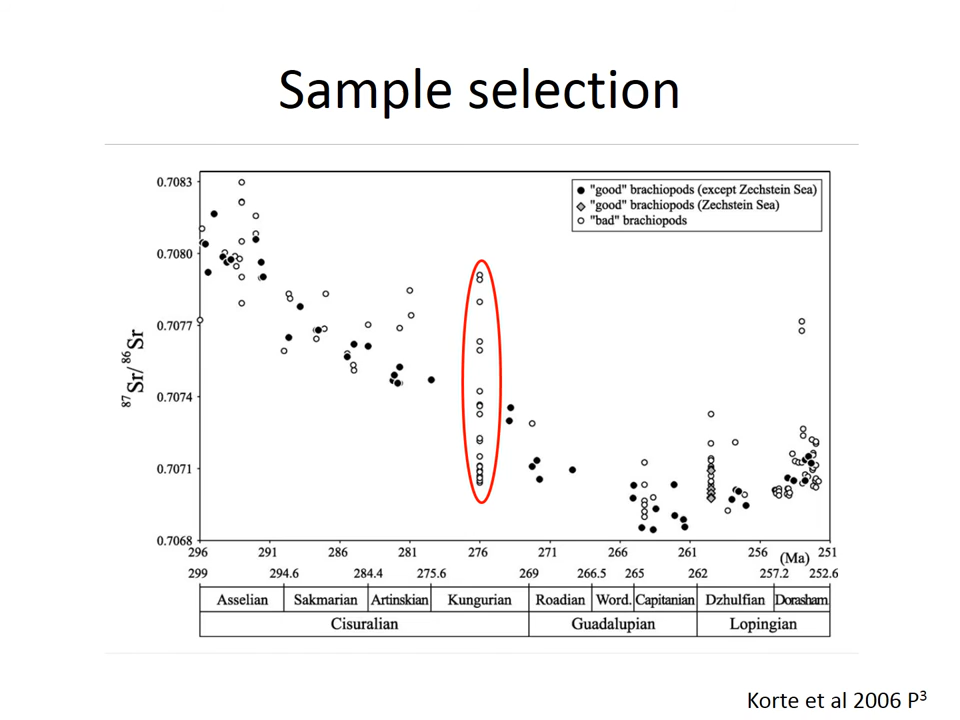 Sample selection
"good" brachiopods (except Zechstein Sea)
"good" brachiopods (Zechstein Sea)
"bad" brachiopods
87Sr/86Sr
0.7083
0.7080
0.7077
0.7074
0.7071
0.7068
296 291 286 281 276 271 266 261 256 251
(Ma)
299 294.6 284.4 275.6 269 266.5 265 262 257.2 252.6
Asselian Sakmarian Artinskian Kungurian Roadian Word. Capitanian Dzhulfian Dorasham.
Cisuralian Guadalupian Lopingian
Korte et al 2006 P³